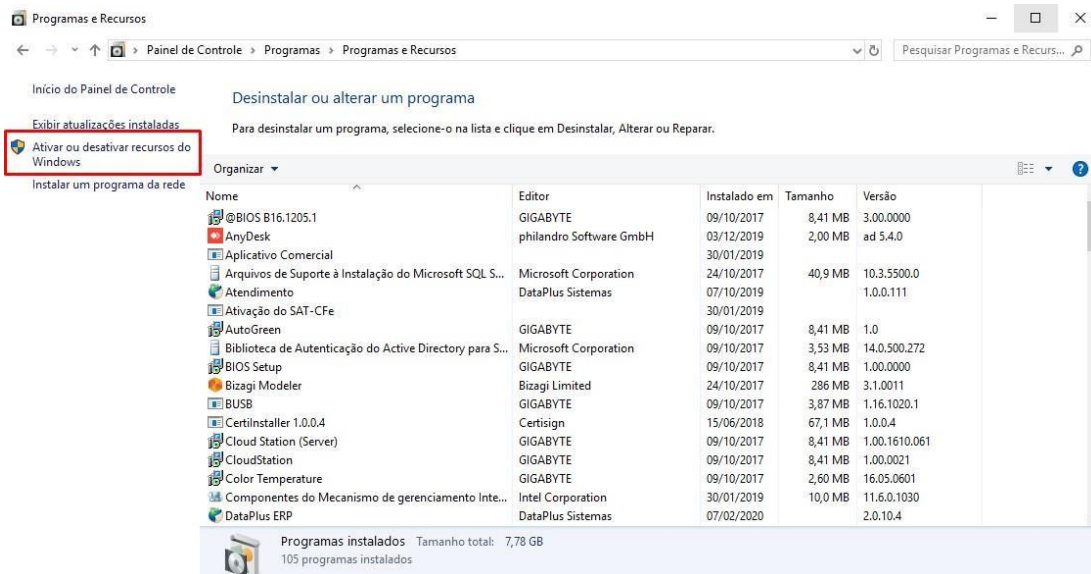 Programas e Recursos
Painel de Controle > Programas > Programas e Recursos
Pesquisar Programas e Recurs...
Início do Painel de Controle
Exibir atualizações instaladas
Ativar ou desativar recursos do
Windows
Instalar um programa da rede
Desinstalar ou alterar um programa
Para desinstalar um programa, selecione-o na lista e clique em Desinstalar, Alterar ou Reparar.
Organizar
Nome Editor Instalado em Tamanho Versão
@BIOS B16.1205.1 GIGABYTE 09/10/2017 8,41 MB 3.00.0000
AnyDesk philandro Software GmbH 03/12/2019 2,00 MB ad 5.4.0
Aplicativo Comercial 30/01/2019
Arquivos de Suporte à Instalação do Microsoft SQL S... Microsoft Corporation 24/10/2017 40,9 MB 10.3.5500.0
Atendimento DataPlus Sistemas 07/10/2019 1.0.0.111
Ativação do SAT-CFe 30/01/2019
AutoGreen GIGABYTE 09/10/2017 8,41 MB 1.0
Biblioteca de Autenticação do Active Directory para S... Microsoft Corporation 09/10/2017 3,53 MB 14.0.500.272
BIOS Setup GIGABYTE 09/10/2017 8,41 MB 1.00.0000
Bizagi Modeler Bizagi Limited 24/10/2017 286 MB 3.1.0011
BUSB GIGABYTE 09/10/2017 3,87 MB 1.16.1020.1
CertiInstaller 1.0.0.4 Certisign 15/06/2018 67,1 MB 1.0.0.4
Cloud Station (Server) GIGABYTE 09/10/2017 8,41 MB 1.00.1610.061
CloudStation GIGABYTE 09/10/2017 8,41 MB 1.00.0021
Color Temperature GIGABYTE 09/10/2017 2,60 MB 16.05.0601
Componentes do Mecanismo de gerenciamento Inte... Intel Corporation 30/01/2019 10,0 MB 11.6.0.1030
DataPlus ERP DataPlus Sistemas 07/02/2020 2.0.10.4
Programas instalados Tamanho total: 7,78 GB
105 programas instalados